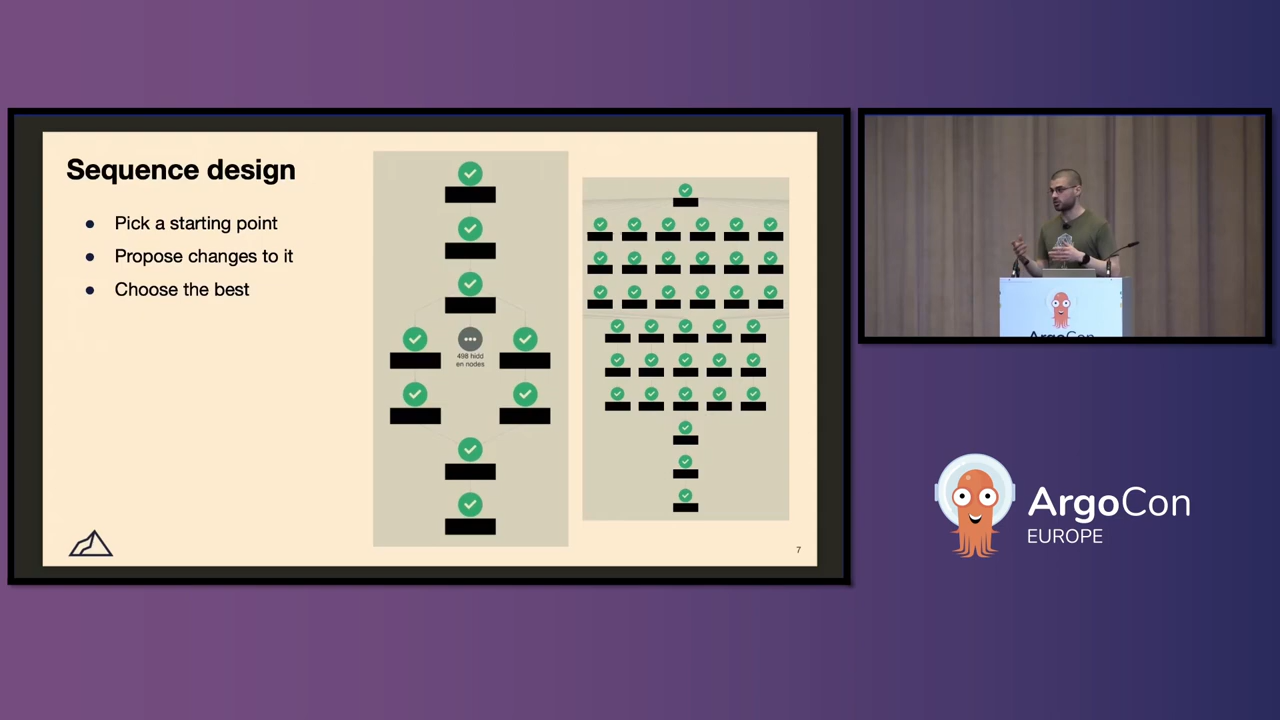 Sequence design
● Pick a starting point
● Propose changes to it
● Choose the best
498 hidd
en nodes
7
ArgoCon
ArgoCon
EUROPE